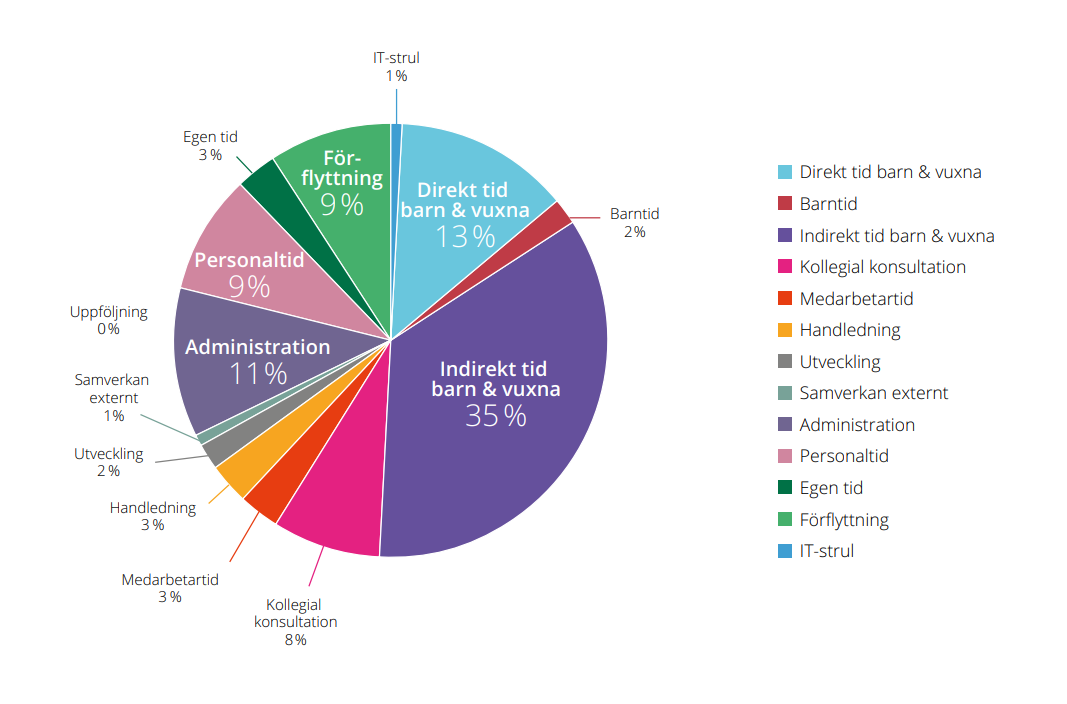 IT-strul
1%
Egen tid
3%
För-
flyttning
9%
Direkt tid
barn & vuxna
13%
Barntid
2%
Personaltid
9%
Uppföljning
0%
Administration
11%
Indirekt tid
barn & vuxna
35%
Samverkan
externt
1%
Utveckling
2%
Handledning
3%
Medarbetartid
3%
Kollegial
konsultation
8%
Direkt tid barn & vuxna
Barntid
Indirekt tid barn & vuxna
Kollegial konsultation
Medarbetartid
Handledning
Utveckling
Samverkan externt
Administration
Personaltid
Egen tid
Förflyttning
IT-strul